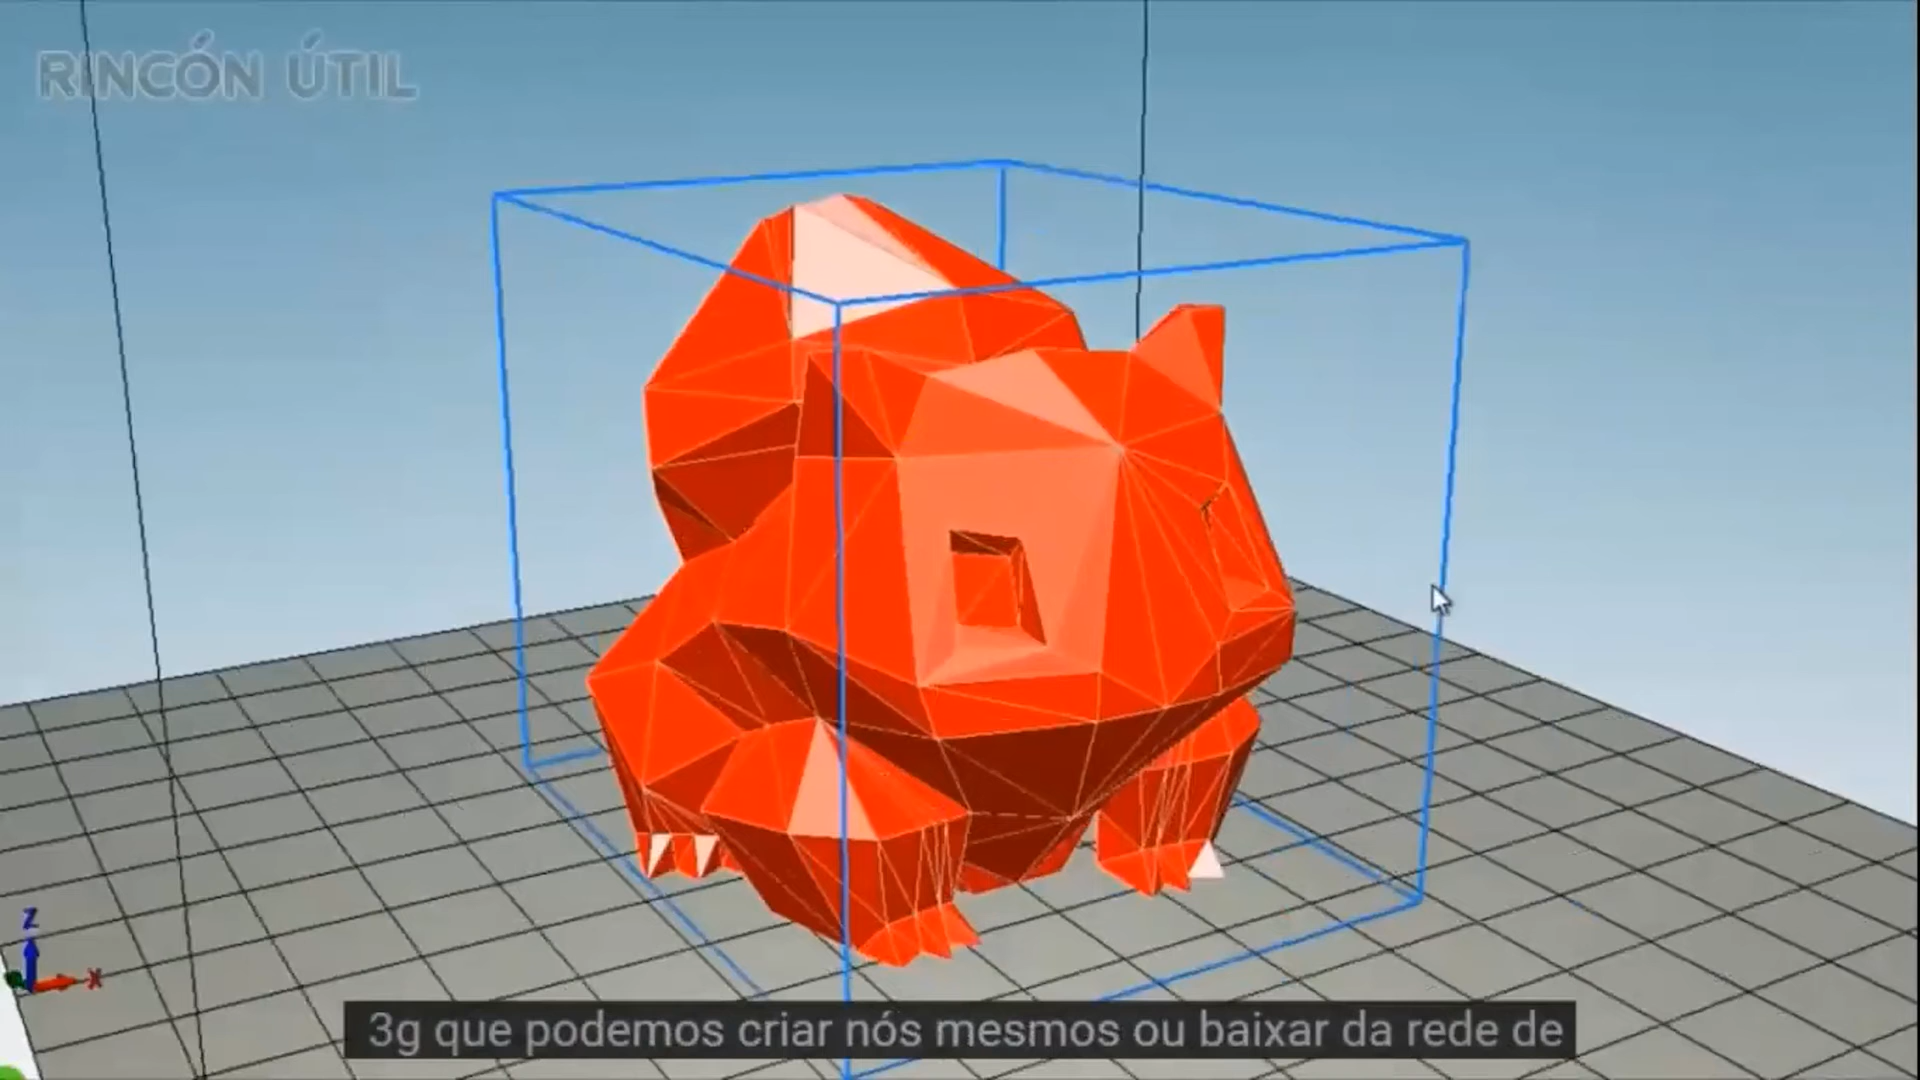 RINCÓN ÚTIL
Z
X
3g que podemos criar nós mesmos ou baixar da rede de